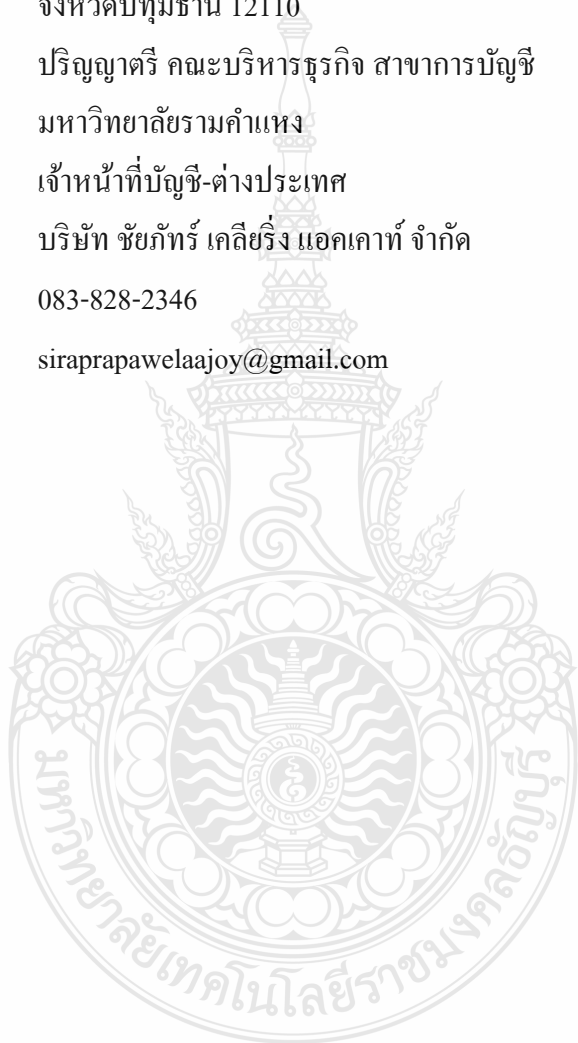 จังหวัดปทุมธานี 12110
ปริญญาตรี คณะบริหารธุรกิจ สาขาการบัญชี
มหาวิทยาลัยรามคำแหง
เจ้าหน้าที่บัญชี-ต่างประเทศ
บริษัท ชัยภัทร์ เคลียริ่ง แอคเคาท์ จำกัด
083-828-2346
siraprapawelaajoy@gmail.com
มหาวิทยาลัยเทคโนโลยีราชมงคลธัญบุรี